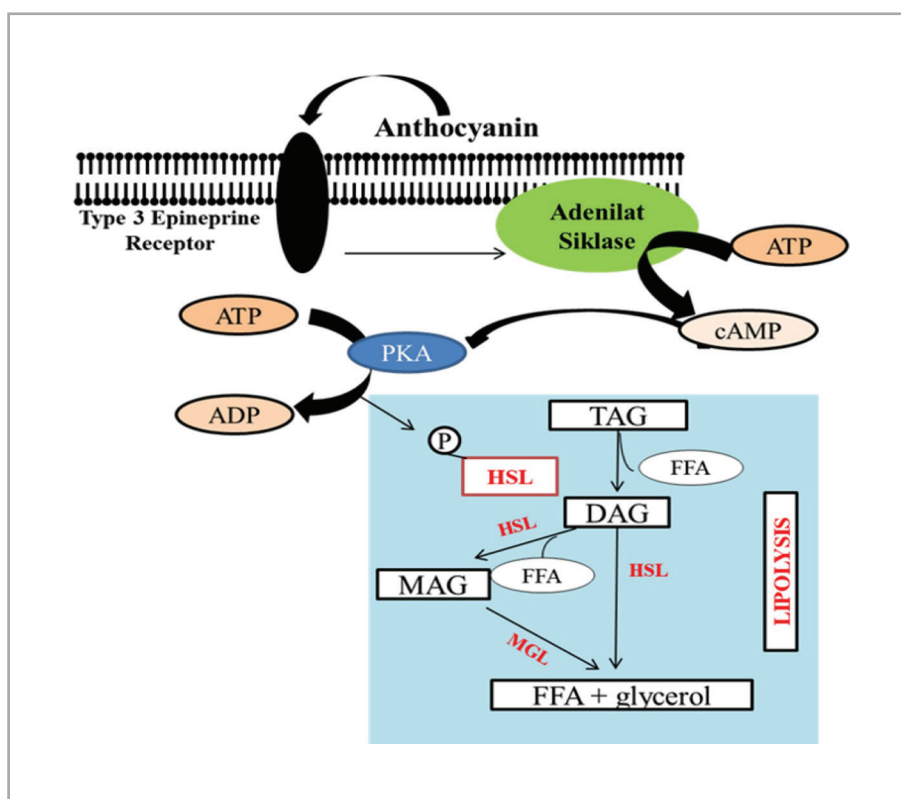 Anthocyanin
Type 3 Epineprine
Receptor
Adenilat
Siklase
ATP
cAMP
ATP
PKA
ADP
P
HSL
TAG
FFA
DAG
HSL
FFA
HSL
MAG
MGL
FFA + glycerol
LIPOLYSIS